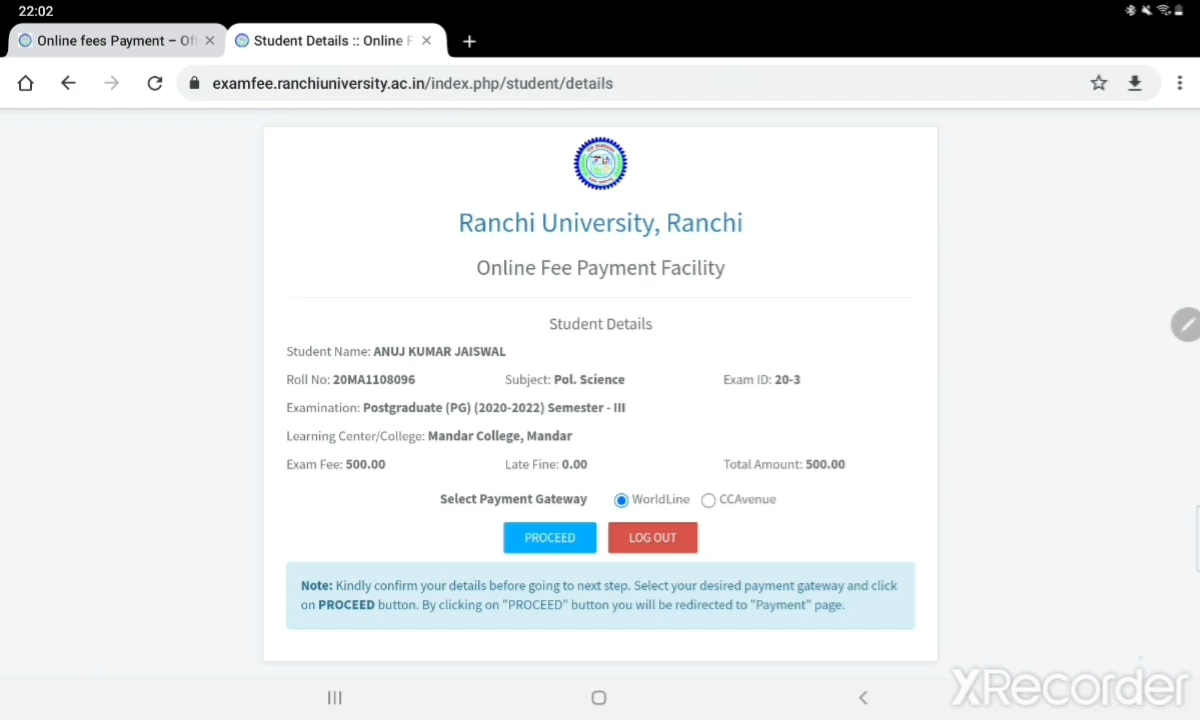 22:02
Online fees Payment – Of
Student Details :: Online F
examfee.ranchiuniversity.ac.in/index.php/student/details
Ranchi University, Ranchi
Online Fee Payment Facility
Student Details
Student Name: ANUJ KUMAR JAISWAL
Roll No: 20MA1108096 Subject: Pol. Science Exam ID: 20-3
Examination: Postgraduate (PG) (2020-2022) Semester - III
Learning Center/College: Mandar College, Mandar
Exam Fee: 500.00 Late Fine: 0.00 Total Amount: 500.00
Select Payment Gateway WorldLine CCAvenue
PROCEED LOG OUT
Note: Kindly confirm your details before going to next step. Select your desired payment gateway and click
on PROCEED button. By clicking on "PROCEED" button you will be redirected to "Payment" page.
XRecorder